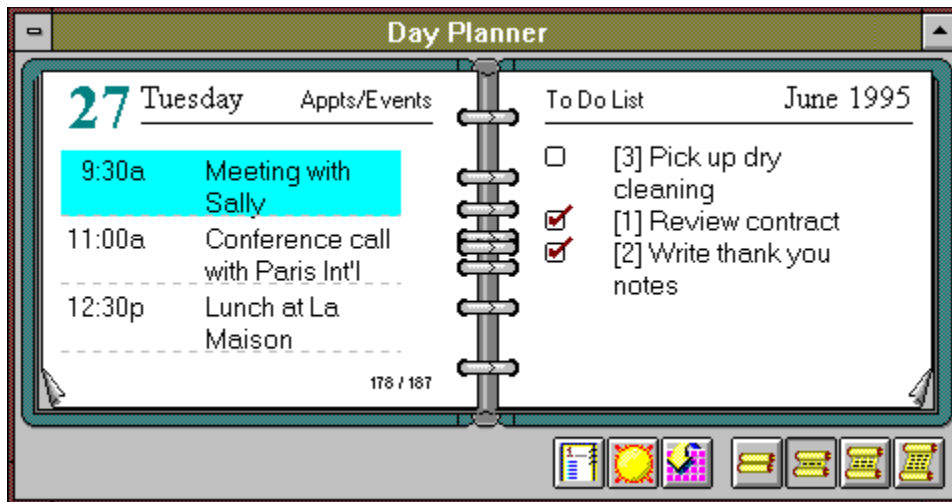 Day Planner
27 Tuesday Appts/Events
9:30a Meeting with
Sally
11:00a Conference call
with Paris Int'l
12:30p Lunch at La
Maison
178 / 187
To Do List June 1995
[3] Pick up dry
cleaning
[1] Review contract
[2] Write thank you
notes